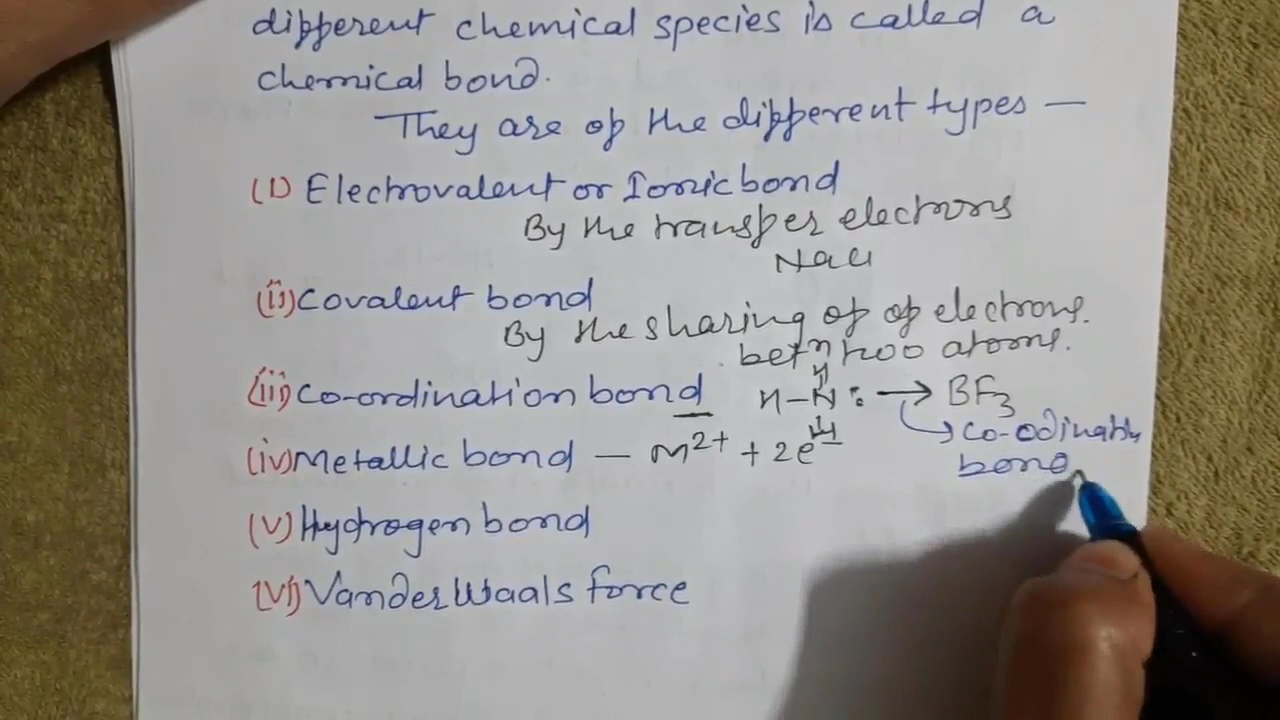 different chemical species is called a
chemical bond.
They are of the different types —
(i) Electrovalent or Ionic bond
By the transfer electrons
NaCl
(ii) Covalent bond
By the sharing of of electrons.
betn two atoms.
(iii) Co-ordination bond
H
H–N: → BF3
H
co-odinatn
bond
(iv) Metallic bond — M2+ + 2e–
(v) Hydrogen bond
(vi) Vander Waals force